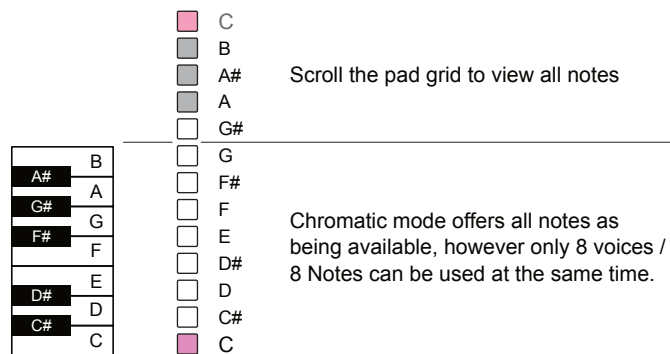 C
B
A#
A
G#
Scroll the pad grid to view all notes
B
A#
A
G#
G
F#
F
E
D#
D
C#
C
G
F#
F
E
D#
D
C#
C
Chromatic mode offers all notes as
being available, however only 8 voices /
8 Notes can be used at the same time.